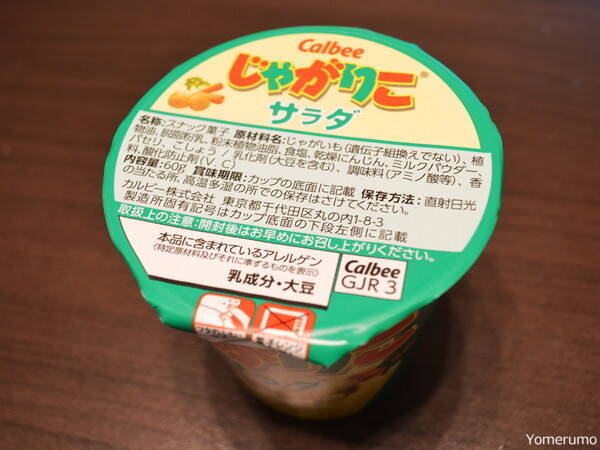 Calbee
じゃがりこ®
サラダ
名称:スナック菓子 原材料名:じゃがいも(遺伝子組換えでない)、植
物油、脱脂粉乳、粉末植物油脂、食塩、乾燥にんじん、ミルクパウダー、
パセリ、こしょう/乳化剤(大豆を含む)、調味料(アミノ酸等)、香
料、酸化防止剤(V.C)
内容量:60g 賞味期限:カップの底面に記載 保存方法:直射日光
の当たる所、高温多湿の所での保存はさけてください。
カルビー株式会社 東京都千代田区丸の内1-8-3
製造所固有記号はカップ底面の下段左側に記載
取扱上の注意:開封後はお早めにお召し上がりください。
本品に含まれているアレルゲン
(特定原材料及びそれに準ずるものを表示)
乳成分・大豆
Calbee
GJR 3
電子レンジ
Yomerumo